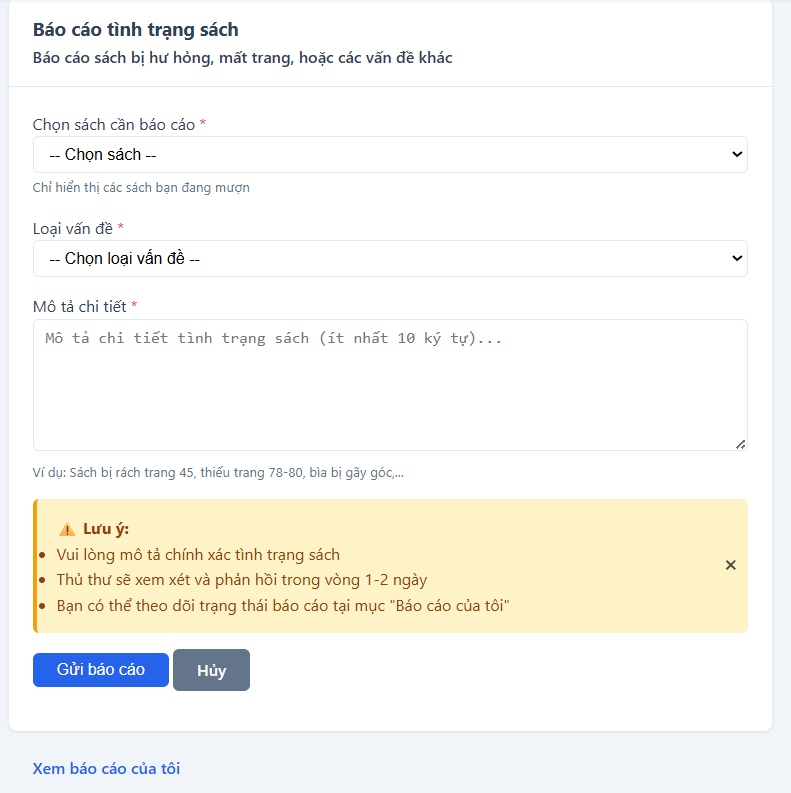 Báo cáo tình trạng sách
Báo cáo sách bị hư hỏng, mất trang, hoặc các vấn đề khác
Chọn sách cần báo cáo *
-- Chọn sách --
Chỉ hiển thị các sách bạn đang mượn
Loại vấn đề *
-- Chọn loại vấn đề --
Mô tả chi tiết *
Mô tả chi tiết tình trạng sách (ít nhất 10 ký tự)...
Ví dụ: Sách bị rách trang 45, thiếu trang 78-80, bìa bị gãy góc,...
⚠️ Lưu ý:
• Vui lòng mô tả chính xác tình trạng sách
• Thủ thư sẽ xem xét và phản hồi trong vòng 1-2 ngày
• Bạn có thể theo dõi trạng thái báo cáo tại mục "Báo cáo của tôi"
Gửi báo cáo Hủy
Xem báo cáo của tôi